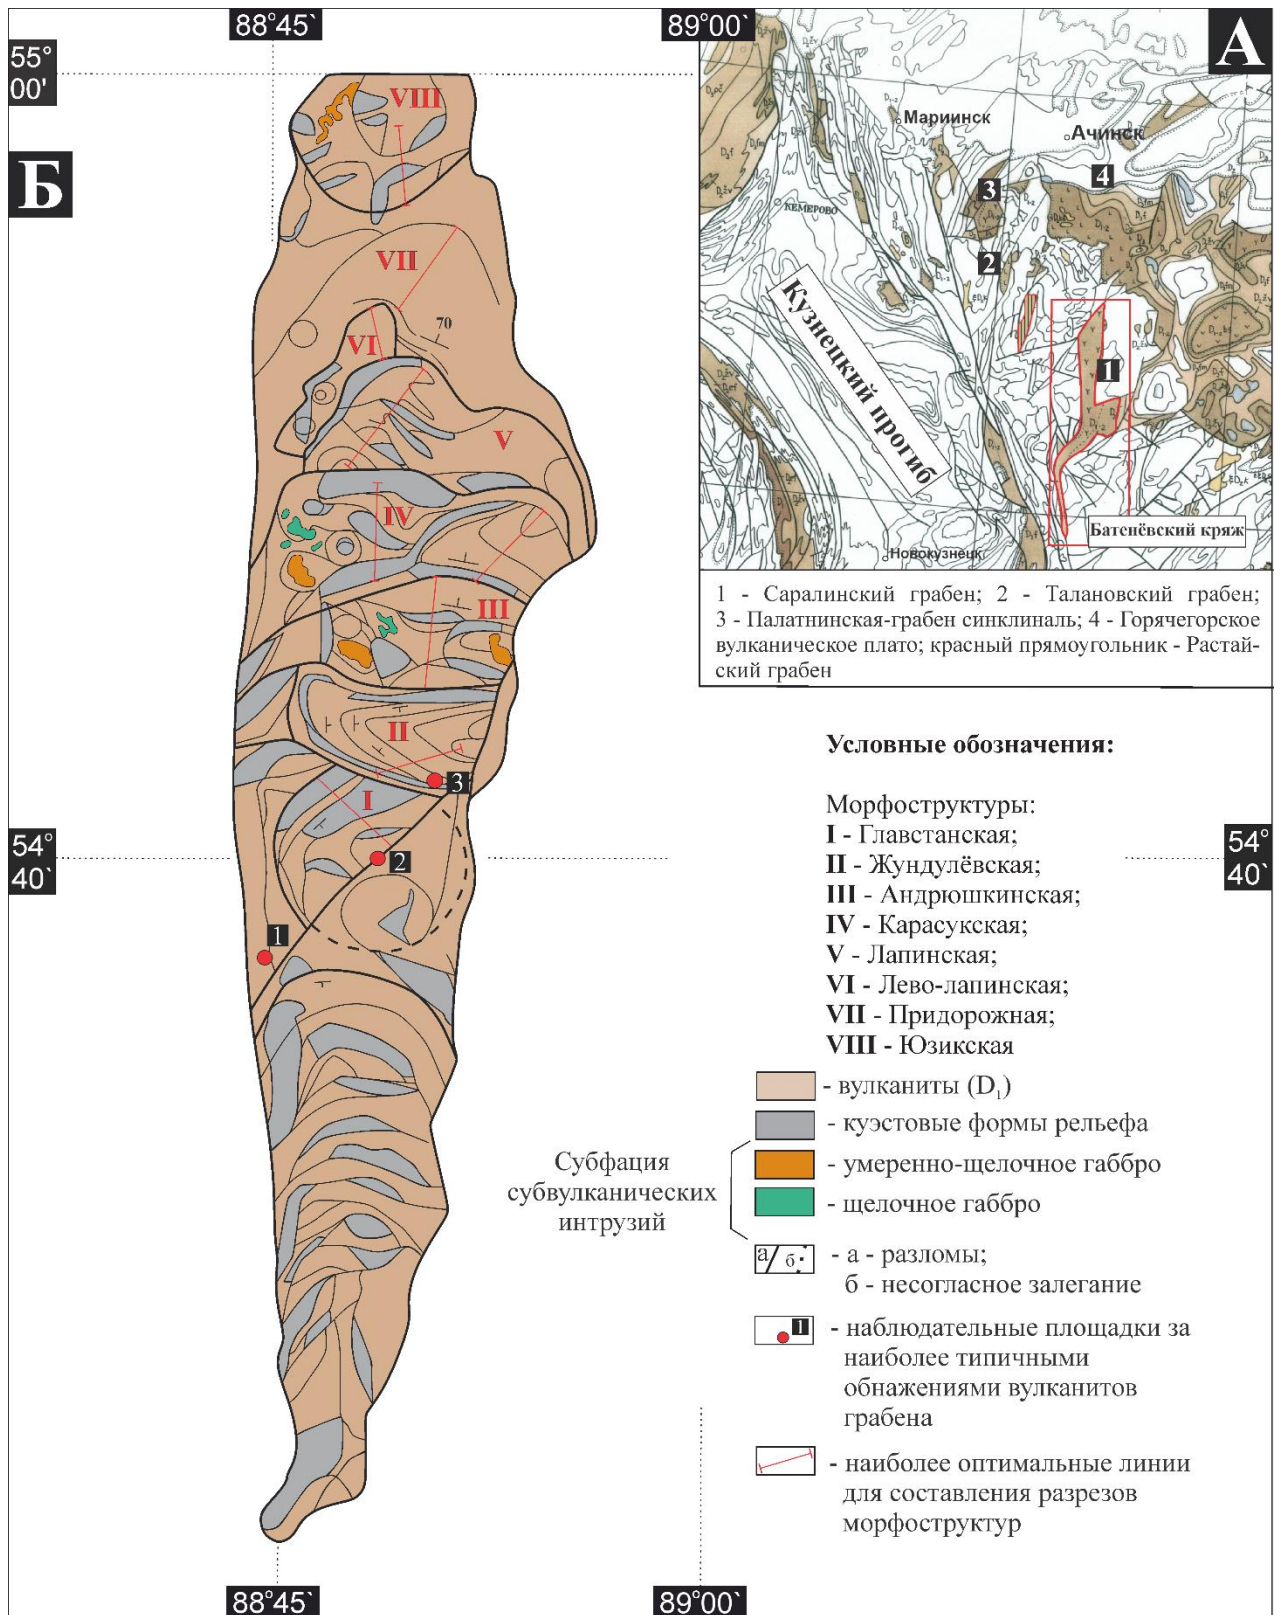 88°45`
89°00`
55°
00'
А
Б
Мариинск
Ачинск
КЕМЕРОВО
3
4
2
1
Кузнецкий прогиб
Новокузнецк
Батенёвский кряж
1 - Саралинский грабен; 2 - Талановский грабен;
3 - Палатнинская-грабен синклиналь; 4 - Горячегорское
вулканическое плато; красный прямоугольник - Растай-
ский грабен
VIII
VII
70
VI
V
IV
III
II
3
I
2
1
54°
40`
54°
40`
Условные обозначения:
Морфоструктуры:
I - Главстанская;
II - Жундулёвская;
III - Андрюшкинская;
IV - Карасукская;
V - Лапинская;
VI - Лево-лапинская;
VII - Придорожная;
VIII - Юзикская
- вулканиты (D₁)
- куэстовые формы рельефа
Субфация
субвулканических
интрузий
- умеренно-щелочное габбро
- щелочное габбро
а/ б
- а - разломы;
б - несогласное залегание
1
- наблюдательные площадки за
наиболее типичными
обнажениями вулканитов
грабена
- наиболее оптимальные линии
для составления разрезов
морфоструктур
88°45`
89°00`